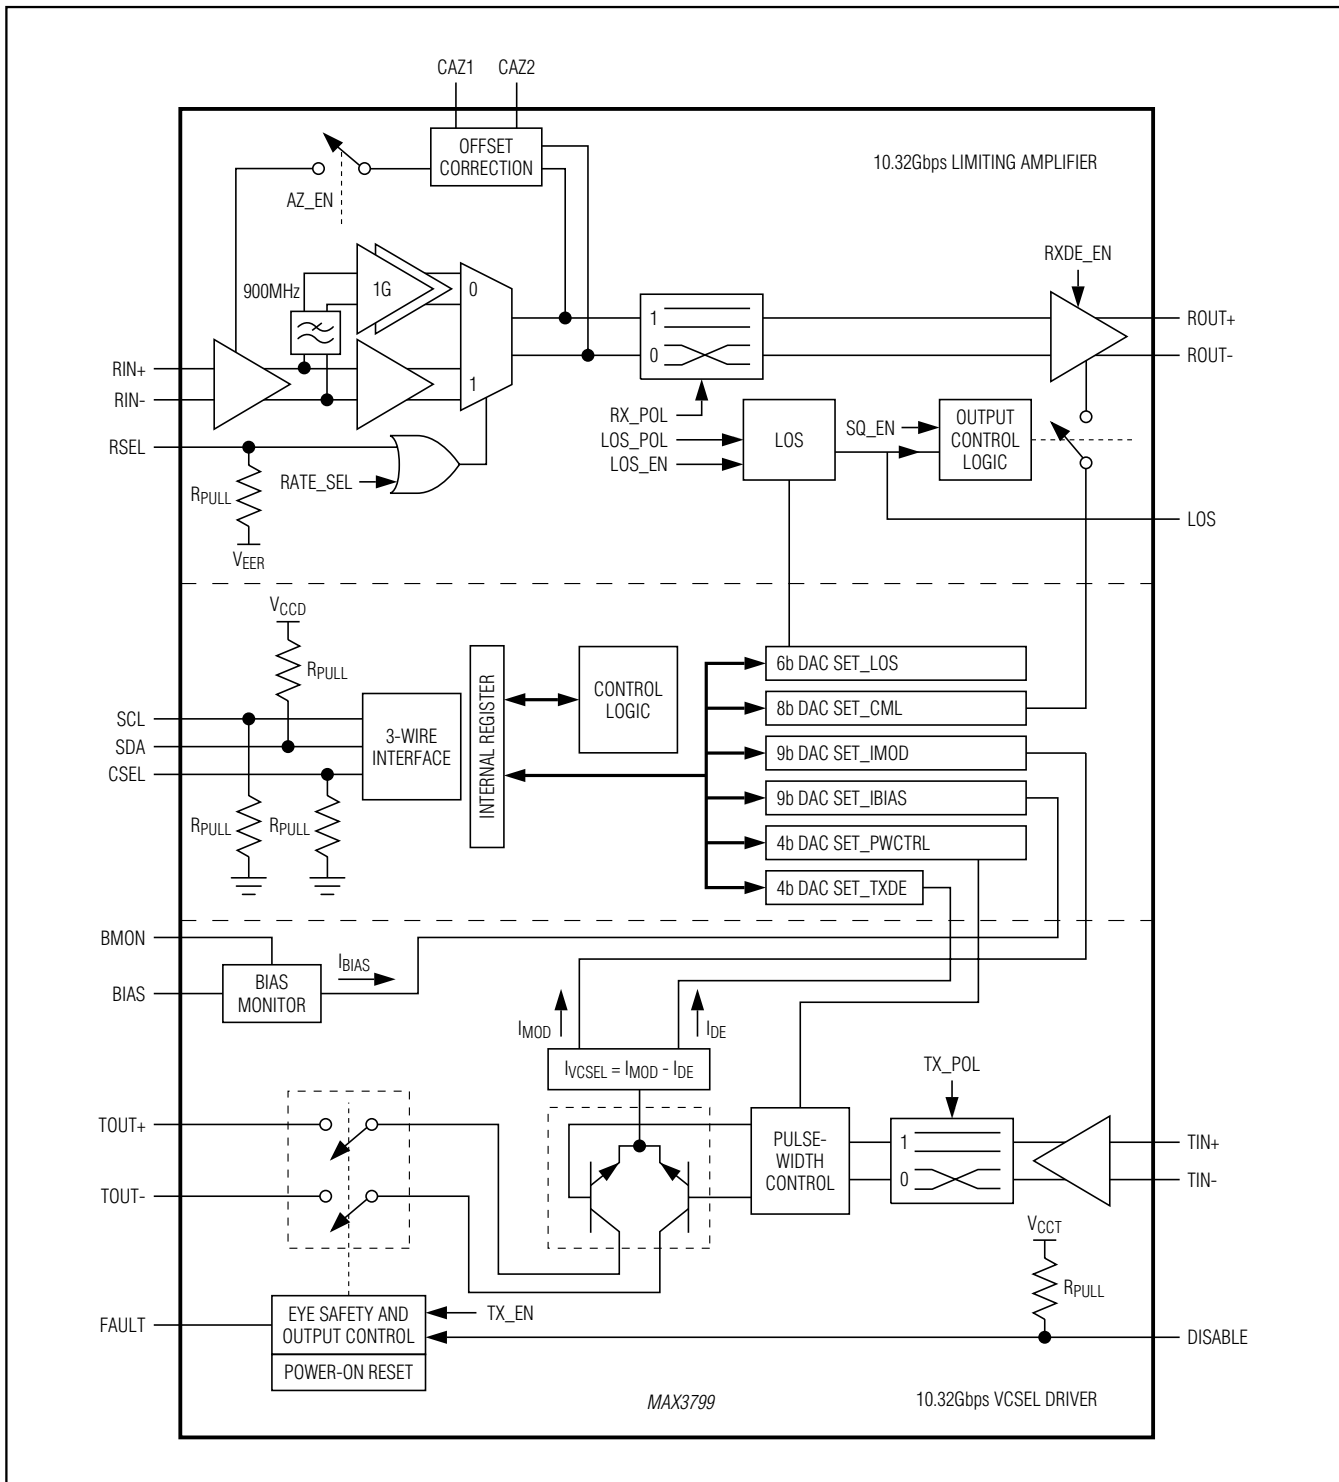 CAZ1 CAZ2
OFFSET
CORRECTION
10.32Gbps LIMITING AMPLIFIER
AZ_EN
RXDE_EN
900MHz
1G
0
1
1
0
ROUT+
ROUT-
RIN+
RIN-
RX_POL
RSEL
LOS_POL
LOS_EN
LOS
SQ_EN
OUTPUT
CONTROL
LOGIC
RATE_SEL
RPULL
VEER
LOS
VCCD
RPULL
SCL
SDA
CSEL
3-WIRE
INTERFACE
INTERNAL REGISTER
CONTROL
LOGIC
6b DAC SET_LOS
8b DAC SET_CML
9b DAC SET_IMOD
9b DAC SET_IBIAS
4b DAC SET_PWCTRL
4b DAC SET_TXDE
RPULL RPULL
BMON
BIAS
BIAS
MONITOR
IBIAS
IMOD
IDE
IVCSEL = IMOD - IDE
TX_POL
TOUT+
TOUT-
PULSE-
WIDTH
CONTROL
1
0
TIN+
TIN-
VCCT
RPULL
FAULT
EYE SAFETY AND
OUTPUT CONTROL
TX_EN
DISABLE
POWER-ON RESET
MAX3799
10.32Gbps VCSEL DRIVER